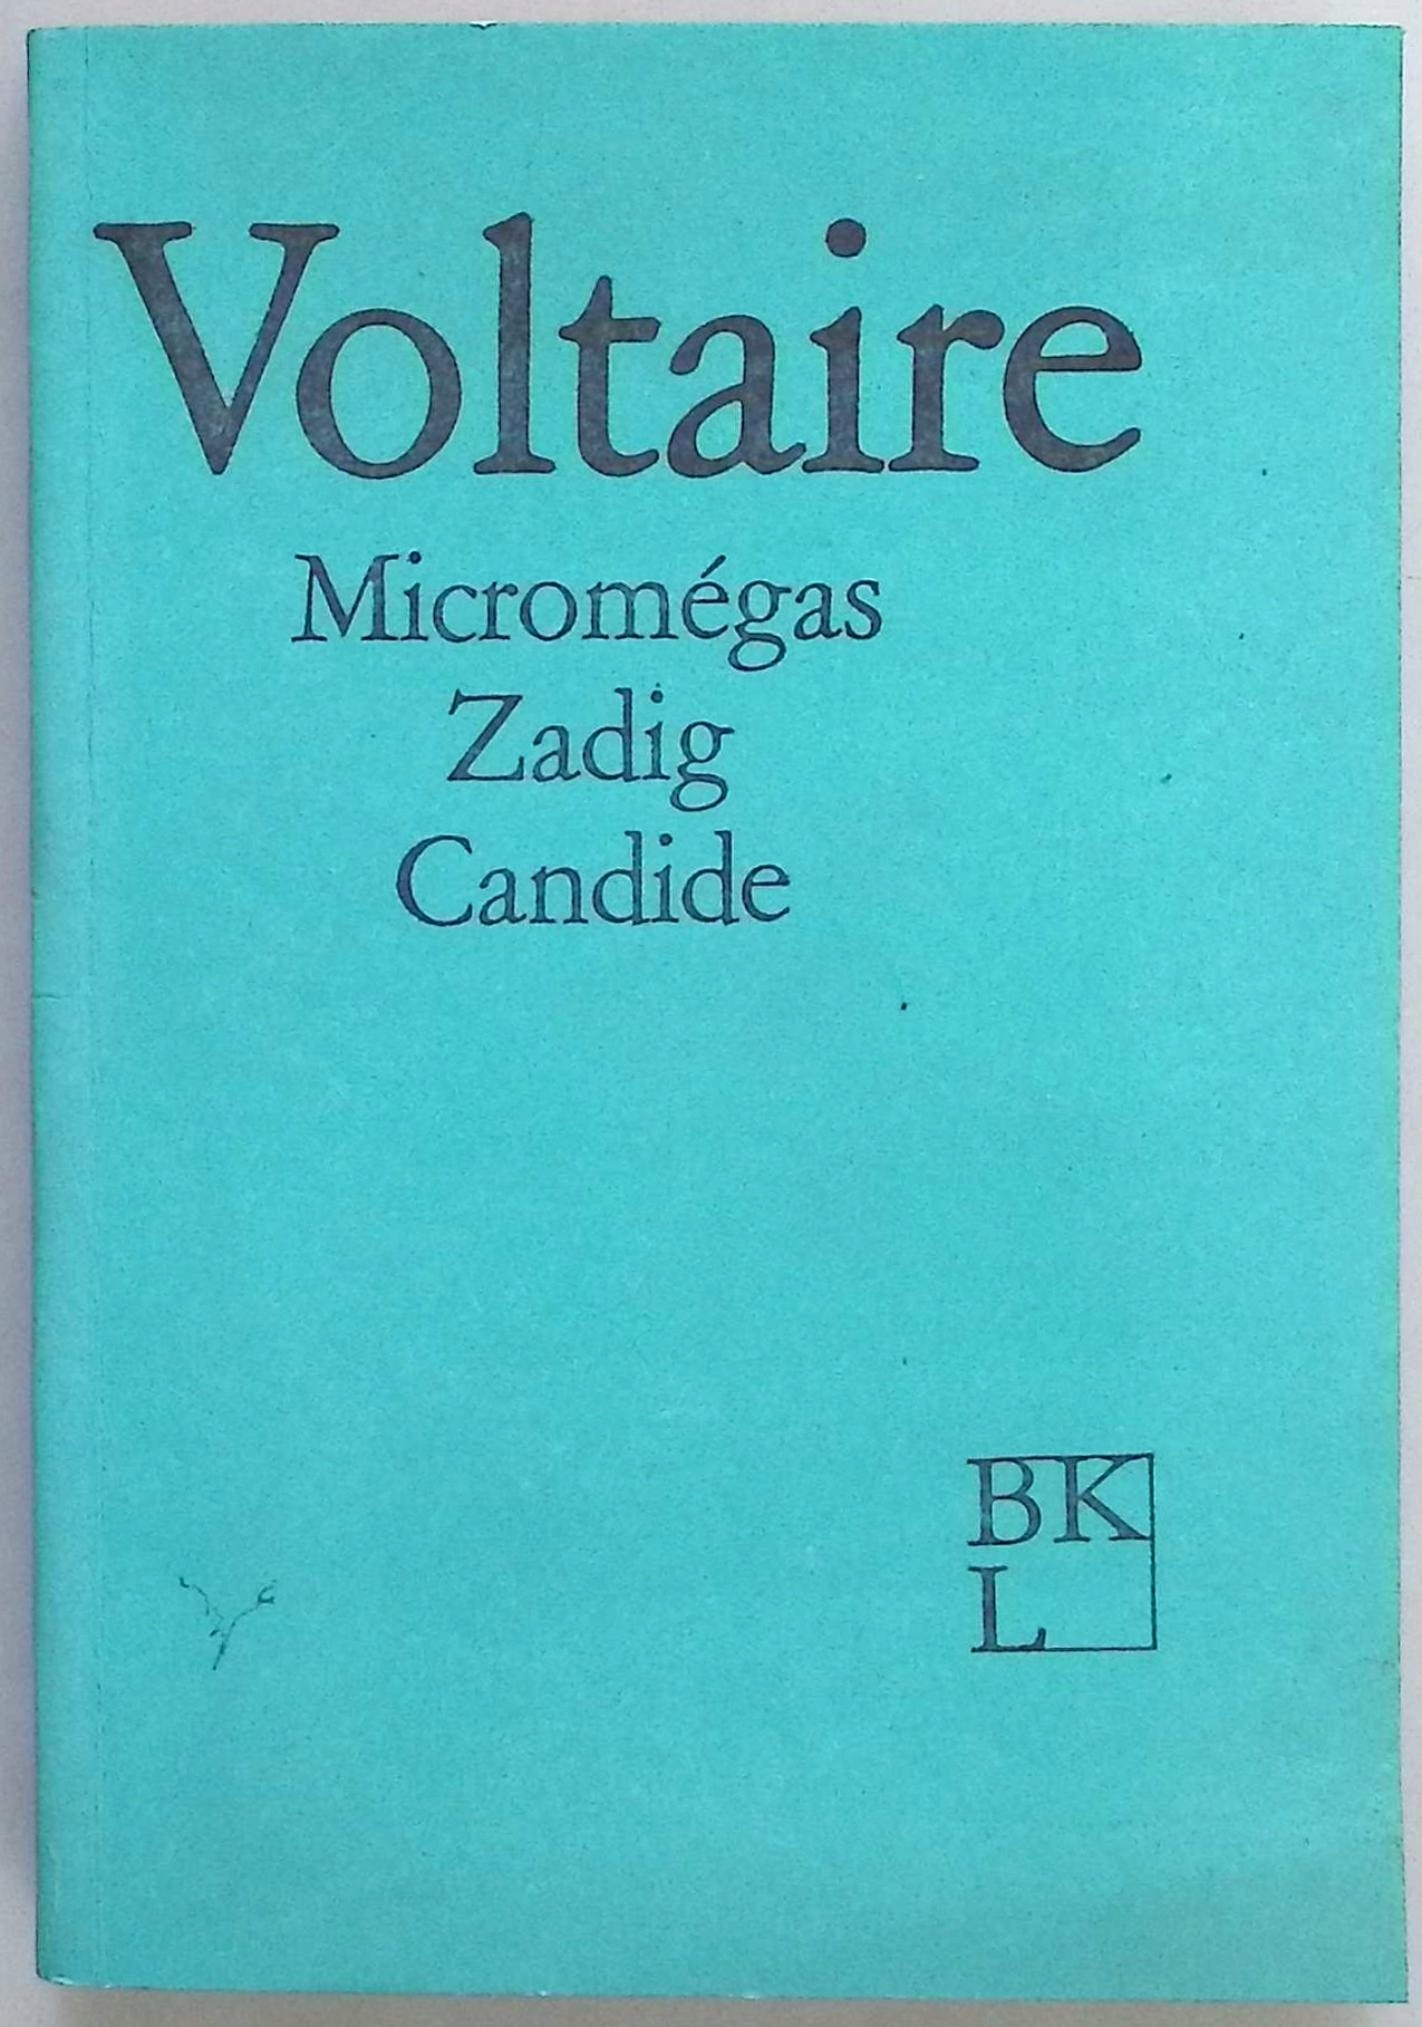 Voltaire
Micromégas
Zadig
Candide
BK
L